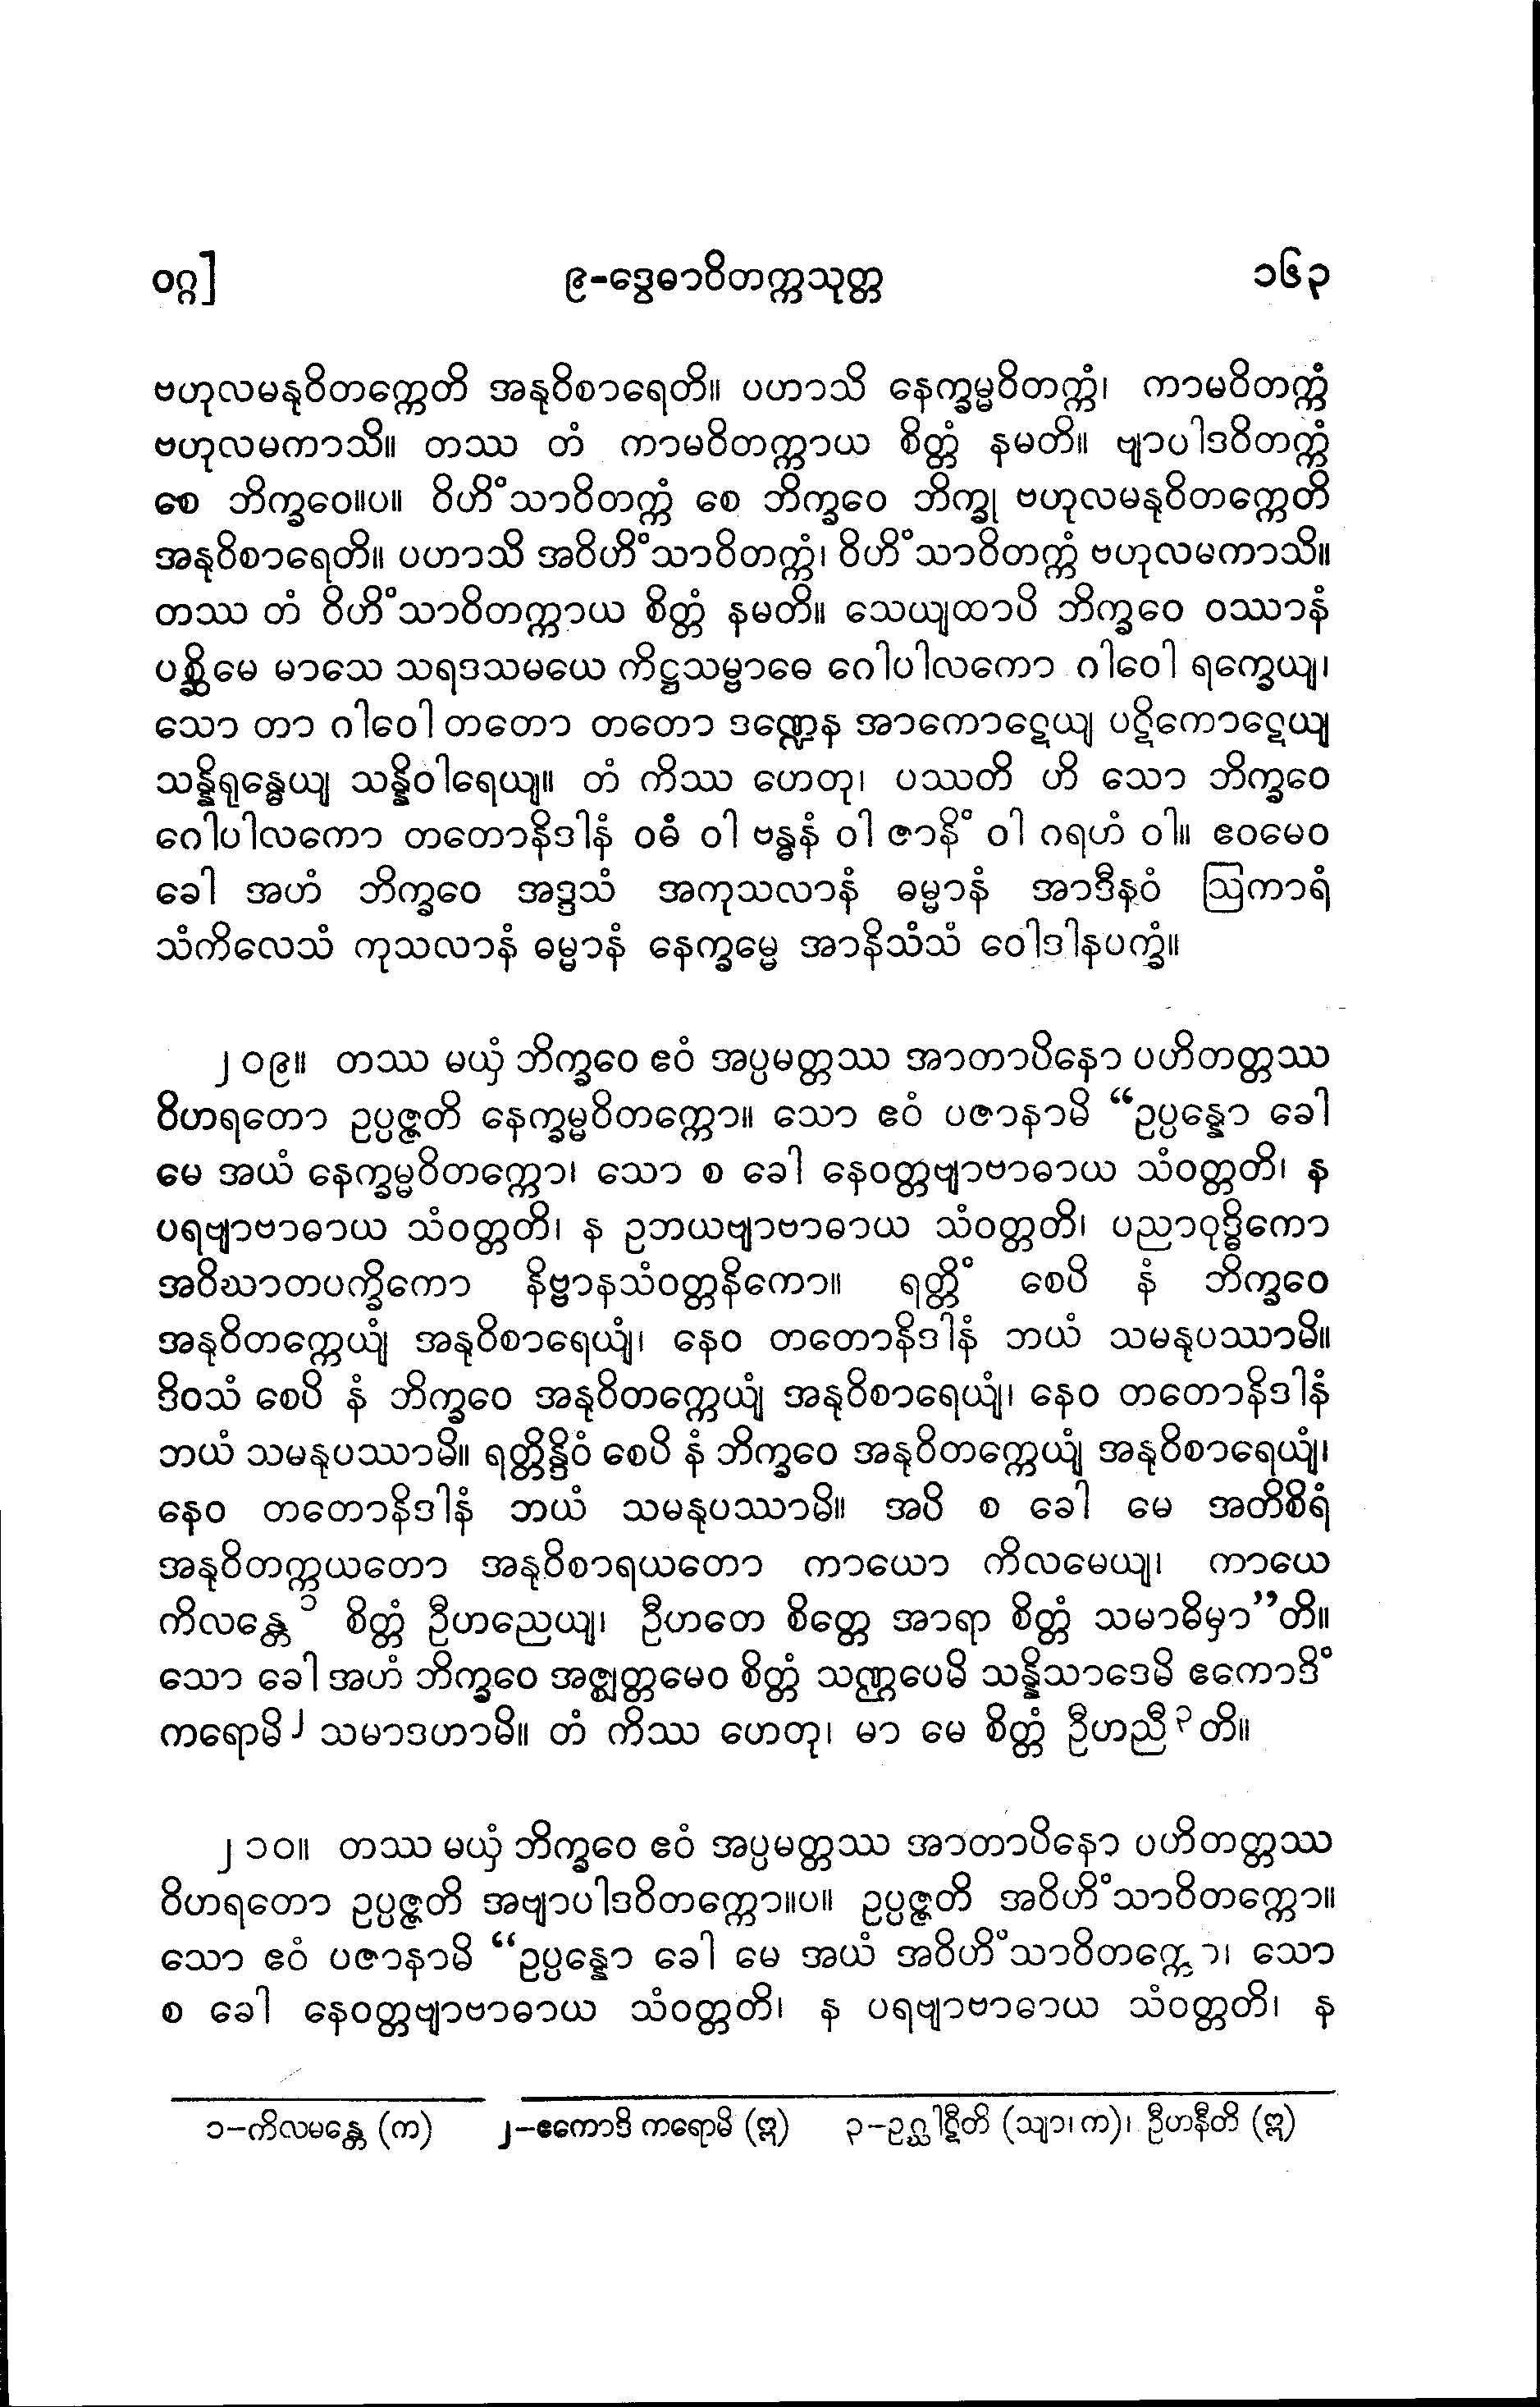 ဝဂ္ဂ]
၉-ဒွေဓာဝိတက္ကသုတ္တ
၁၆၃
ဗဟုလမနုဝိတက္ကေတိ အနုဝိစာရေတိ။ ပဟာသိ နေက္ခမ္မဝိတက္ကံ၊ ကာမဝိတက္ကံ
ဗဟုလမကာသိ။ တဿ တံ ကာမဝိတက္ကာယ စိတ္တံ နမတိ။ ဗျာပါဒဝိတက္ကံ
စေ ဘိက္ခဝေ။ပ။ ဝိဟိံသာဝိတက္ကံ စေ ဘိက္ခဝေ ဘိက္ခု ဗဟုလမနုဝိတက္ကေတိ
အနုဝိစာရေတိ။ ပဟာသိ အဝိဟိံသာဝိတက္ကံ၊ ဝိဟိံသာဝိတက္ကံ ဗဟုလမကာသိ။
တဿ တံ ဝိဟိံသာဝိတက္ကာယ စိတ္တံ နမတိ။ သေယျထာပိ ဘိက္ခဝေ ဝဿာနံ
ပစ္ဆိမေ မာသေ သရဒသမယေ ကိဋ္ဌသမ္ဗာဓေ ဂေါပါလကော ဂါဝေါ ရက္ခေယျ၊
သော တာ ဂါဝေါ တတော တတော ဒဏ္ဍေန အာကောဋေယျ ပဋိကောဋေယျ
သန္နိရုန္ဓေယျ သန္နိဝါရေယျ။ တံ ကိဿ ဟေတု၊ ပဿတိ ဟိ သော ဘိက္ခဝေ
ဂေါပါလကော တတောနိဒါနံ ဝဓံ ဝါ ဗန္ဓနံ ဝါ ဇာနိံ ဝါ ဂရဟံ ဝါ။ ဧဝမေဝ
ခေါ အဟံ ဘိက္ခဝေ အဒ္ဒသံ အကုသလာနံ ဓမ္မာနံ အာဒီနဝံ ဩကာရံ
သံကိလေသံ ကုသလာနံ ဓမ္မာနံ နေက္ခမ္မေ အာနိသံသံ ဝေါဒါနပက္ခံ။
၂၀၉။ တဿ မယှံ ဘိက္ခဝေ ဧဝံ အပ္ပမတ္တဿ အာတာပိနော ပဟိတတ္တဿ
ဝိဟရတော ဥပ္ပဇ္ဇတိ နေက္ခမ္မဝိတက္ကော။ သော ဧဝံ ပဇာနာမိ “ဥပ္ပန္နော ခေါ
မေ အယံ နေက္ခမ္မဝိတက္ကော၊ သော စ ခေါ နေဝတ္တဗျာဗာဓာယ သံဝတ္တတိ၊ န
ပရဗျာဗာဓာယ သံဝတ္တတိ၊ န ဥဘယဗျာဗာဓာယ သံဝတ္တတိ၊ ပညာဝုဒ္ဓိကော
အဝိဃာတပက္ခိကော နိဗ္ဗာနသံဝတ္တနိကော။ ရတ္တိံ စေပိ နံ ဘိက္ခဝေ
အနုဝိတက္ကေယျံ အနုဝိစာရေယျံ၊ နေဝ တတောနိဒါနံ ဘယံ သမနုပဿာမိ။
ဒိဝသံ စေပိ နံ ဘိက္ခဝေ အနုဝိတက္ကေယျံ အနုဝိစာရေယျံ၊ နေဝ တတောနိဒါနံ
ဘယံ သမနုပဿာမိ။ ရတ္တိန္ဒိဝံ စေပိ နံ ဘိက္ခဝေ အနုဝိတက္ကေယျံ အနုဝိစာရေယျံ၊
နေဝ တတောနိဒါနံ ဘယံ သမနုပဿာမိ။ အပိ စ ခေါ မေ အတိစိရံ
အနုဝိတက္ကယတော အနုဝိစာရယတော ကာယော ကိလမေယျ၊ ကာယေ
ကိလန္တေ၁ စိတ္တံ ဦဟညေယျ၊ ဦဟတေ စိတ္တေ အာရာ စိတ္တံ သမာဓိမှာ”တိ။
သော ခေါ အဟံ ဘိက္ခဝေ အဇ္ဈတ္တမေဝ စိတ္တံ သဏ္ဌပေမိ သန္နိသာဒေမိ ဧကောဒိံ
ကရောမိ၂ သမာဒဟာမိ။ တံ ကိဿ ဟေတု၊ မာ မေ စိတ္တံ ဦဟညီ၃တိ။
၂၁၀။ တဿ မယှံ ဘိက္ခဝေ ဧဝံ အပ္ပမတ္တဿ အာတာပိနော ပဟိတတ္တဿ
ဝိဟရတော ဥပ္ပဇ္ဇတိ အဗျာပါဒဝိတက္ကော။ပ။ ဥပ္ပဇ္ဇတိ အဝိဟိံသာဝိတက္ကော။
သော ဧဝံ ပဇာနာမိ “ဥပ္ပန္နော ခေါ မေ အယံ အဝိဟိံသာဝိတက္ကော၊ သော
စ ခေါ နေဝတ္တဗျာဗာဓာယ သံဝတ္တတိ၊ န ပရဗျာဗာဓာယ သံဝတ္တတိ၊ န
၁–ကိလမန္တေ (က) ၂–ဧကောဒိ ကရောမိ (ဣ) ၃–ဥဂ္ဃါဋီတိ (သျာ၊ က)၊ ဦဟနီတိ (ဣ)